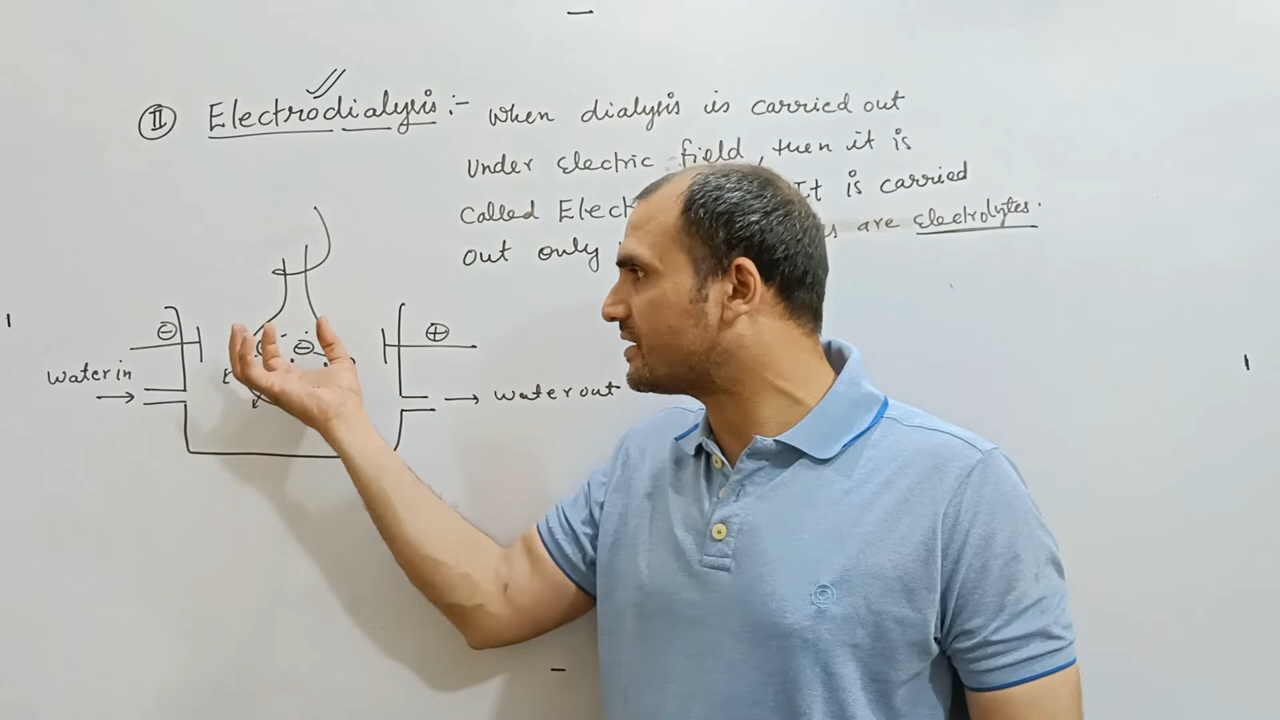 II Electrodialysis :- When dialysis is carried out
Under electric field, then it is
Called Elect It is carried
out only are electrolytes.
⊖
⊕
⊖
Water in
→
→ Water out